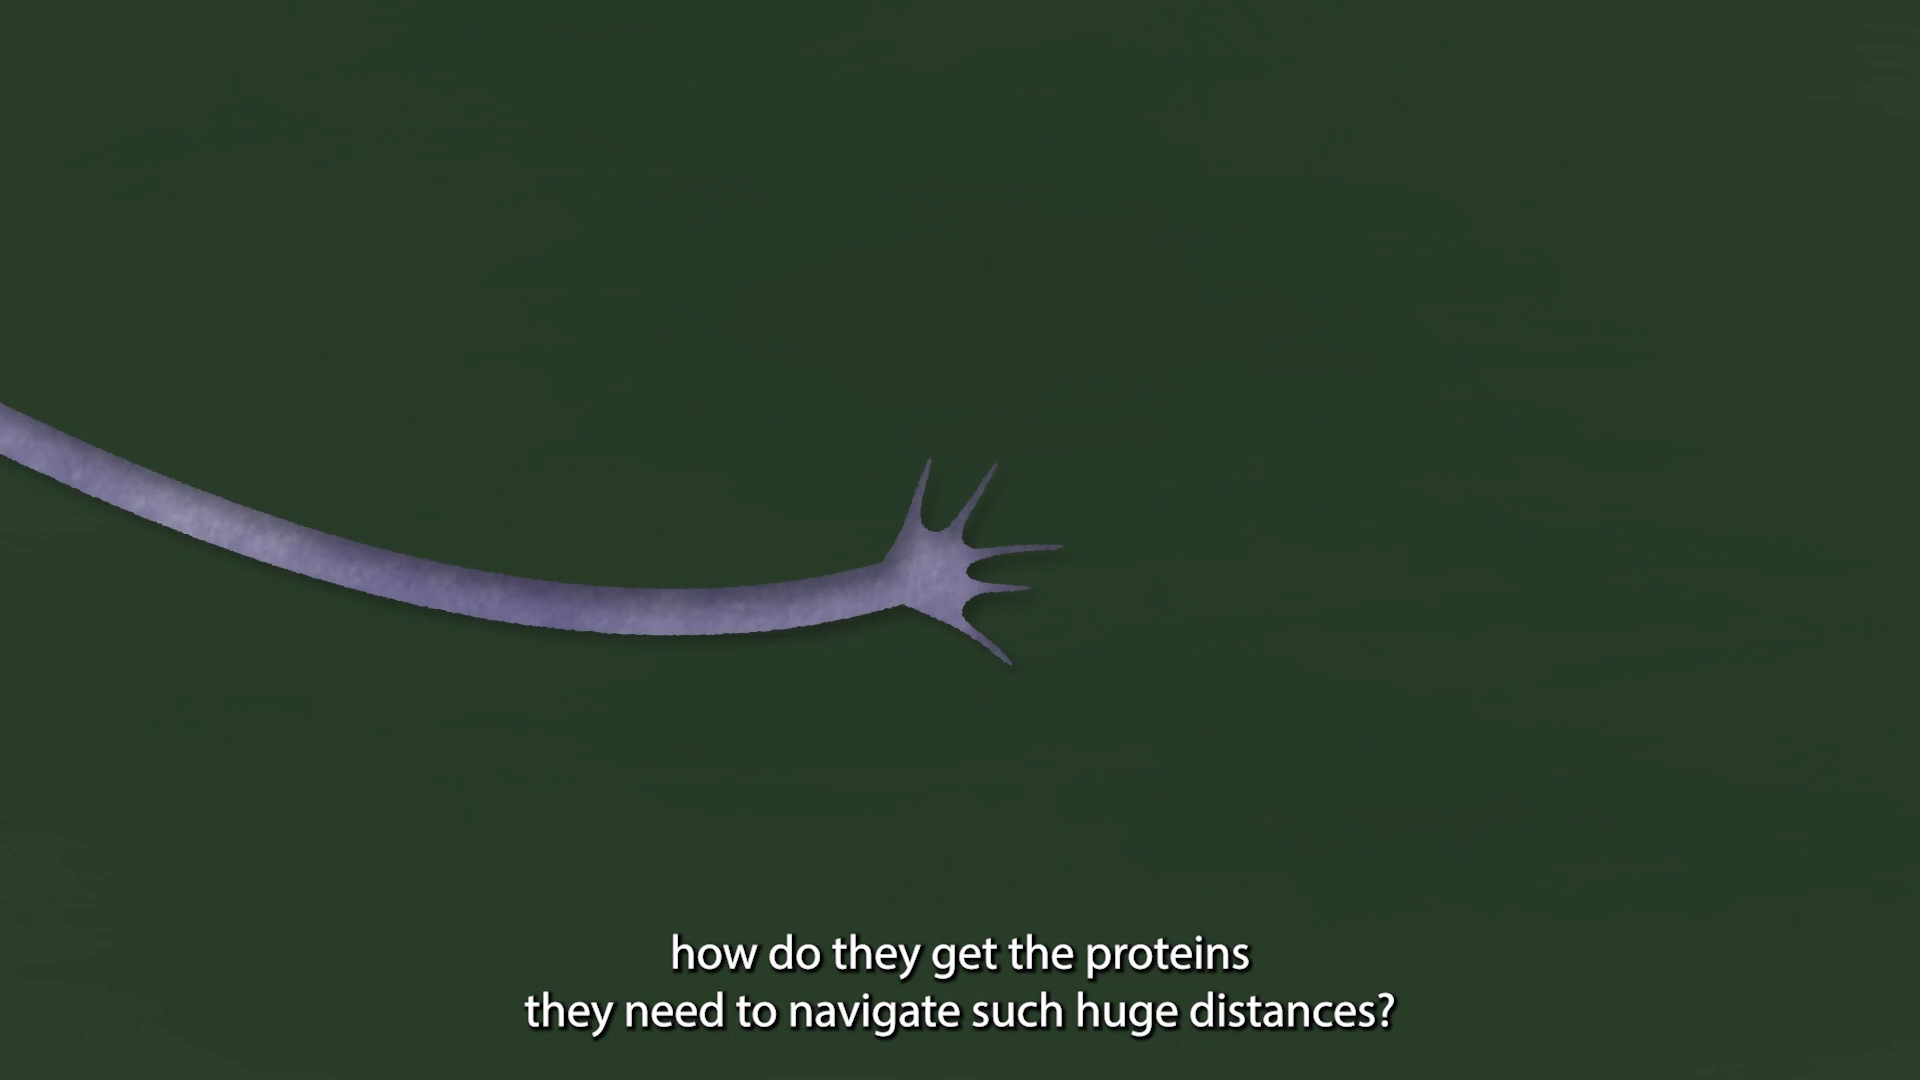 how do they get the proteins
they need to navigate such huge distances?